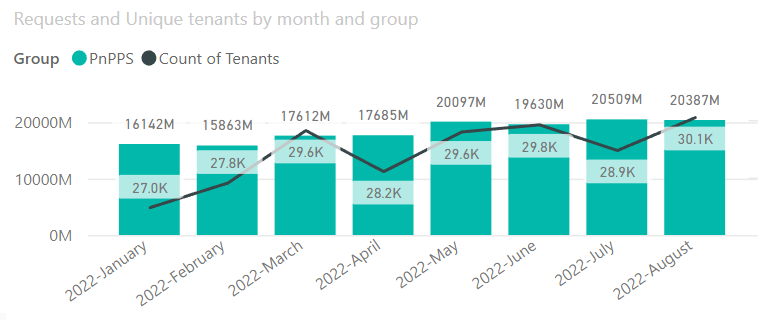 Requests and Unique tenants by month and group
Group PnPPS Count of Tenants
20000M
10000M
0M
16142M 15863M 17612M 17685M 20097M 19630M 20509M 20387M
27.0K 27.8K 29.6K 28.2K 29.6K 29.8K 28.9K 30.1K
2022-January 2022-February 2022-March 2022-April 2022-May 2022-June 2022-July 2022-August